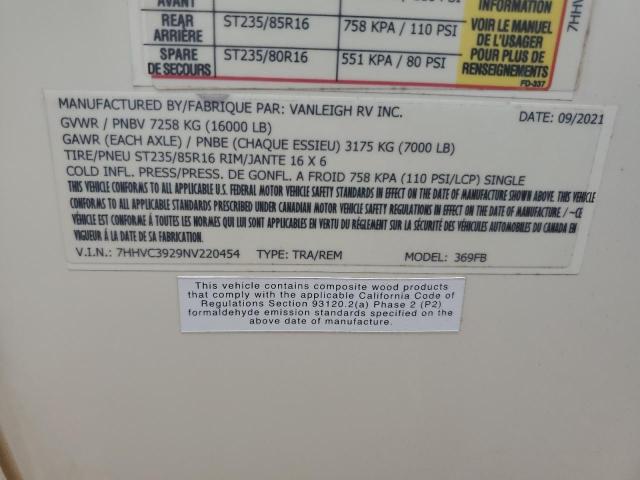 AVANT
REAR
ARRIÈRE
ST235/85R16
758 KPA / 110 PSI
SPARE
DE SECOURS
ST235/80R16
551 KPA / 80 PSI
INFORMATION
VOIR LE MANUEL
DE L'USAGER
POUR PLUS DE
RENSEIGNEMENTS
FD-337
7HHV
MANUFACTURED BY/FABRIQUE PAR: VANLEIGH RV INC.
DATE: 09/2021
GVWR / PNBV 7258 KG (16000 LB)
GAWR (EACH AXLE) / PNBE (CHAQUE ESSIEU) 3175 KG (7000 LB)
TIRE/PNEU ST235/85R16 RIM/JANTE 16 X 6
COLD INFL. PRESS/PRESS. DE GONFL. A FROID 758 KPA (110 PSI/LCP) SINGLE
THIS VEHICLE CONFORMS TO ALL APPLICABLE U.S. FEDERAL MOTOR VEHICLE SAFETY STANDARDS IN EFFECT ON THE DATE OF MANUFACTURE SHOWN ABOVE. THIS VEHICLE
CONFORMS TO ALL APPLICABLE STANDARDS PRESCRIBED UNDER CANADIAN MOTOR VEHICLE SAFETY REGULATIONS IN EFFECT ON THE DATE OF MANUFACTURE. / -CE
VÉHICLE EST CONFORME Á TOUTES LES NORMES QUI LUI SONT APPLICABLES EN VERTU DU RÉGLEMENT SUR LA SÉCURITÉ DES VÉHICULES AUTOMOBILES DU CANADA EN
VIGUEUR Á LA DATE DE SA FABRICATION.
V.I.N.: 7HHVC3929NV220454 TYPE: TRA/REM MODEL: 369FB
This vehicle contains composite wood products
that comply with the applicable California Code of
Regulations Section 93120.2(a) Phase 2 (P2)
formaldehyde emission standards specified on the
above date of manufacture.